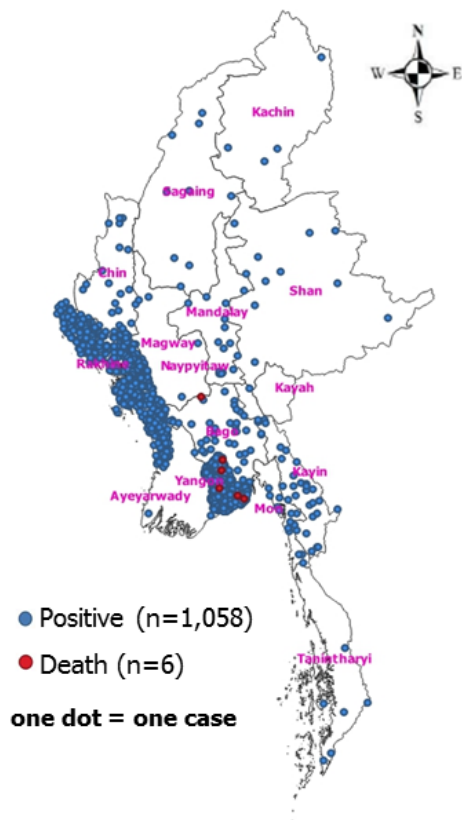 N
W E
S
Kachin
Sagaing
Chin
Shan
Mandalay
Magway
Rakhine
Naypyitaw
Kayah
Bago
Kayin
Yangon
Ayeyarwady
Mon
Positive (n=1,058)
Death (n=6)
Tanintharyi
one dot = one case